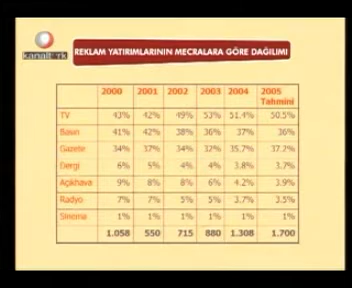 kanaltürk
REKLAM YATIRIMLARININ MECRALARA GÖRE DAĞILIMI
2000 2001 2002 2003 2004 2005 Tahmini
TV 43% 42% 49% 53% 51.4% 50.5%
Basın 41% 42% 38% 36% 37% 36%
Gazete 34% 37% 34% 32% 35.7% 37.2%
Dergi 6% 5% 4% 4% 3.8% 3.7%
Açıkhava 9% 8% 8% 6% 4.2% 3.9%
Radyo 7% 7% 5% 5% 3.7% 3.5%
Sinema 1% 1% 1% 1% 1% 1%
1.058 550 715 880 1.308 1.700